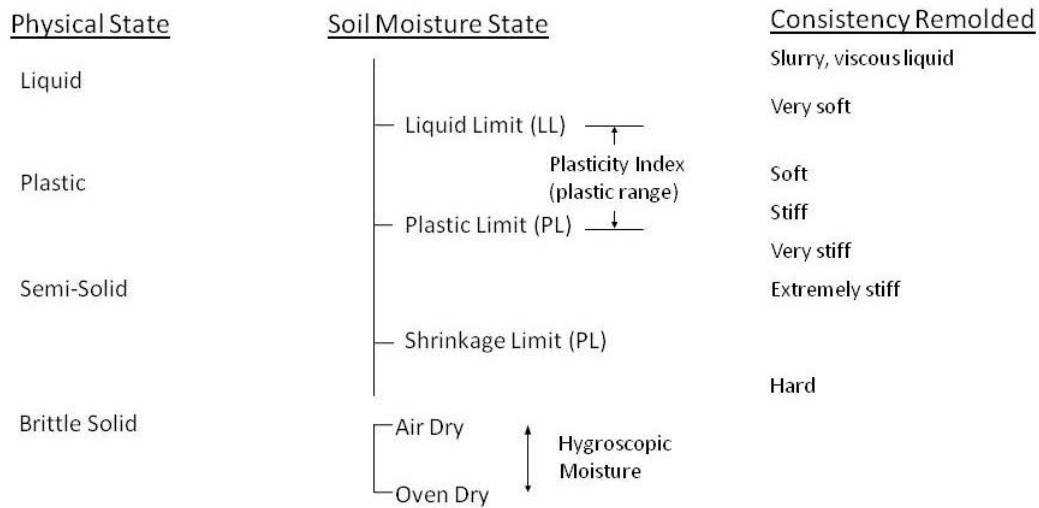 Physical State
Soil Moisture State
Consistency Remolded
Slurry, viscous liquid
Liquid
Very soft
Liquid Limit (LL)
Plasticity Index
(plastic range)
Soft
Plastic
Stiff
Plastic Limit (PL)
Very stiff
Semi-Solid
Extremely stiff
Shrinkage Limit (PL)
Hard
Brittle Solid
Air Dry
Hygroscopic
Moisture
Oven Dry